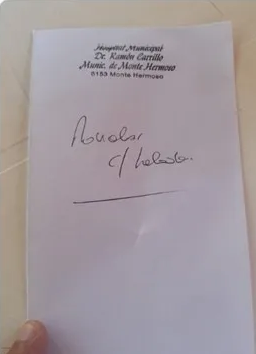 Hospital Municipal
Dr. Ramón Carrillo
Munic. de Monte Hermoso
8153 Monte Hermoso
c/